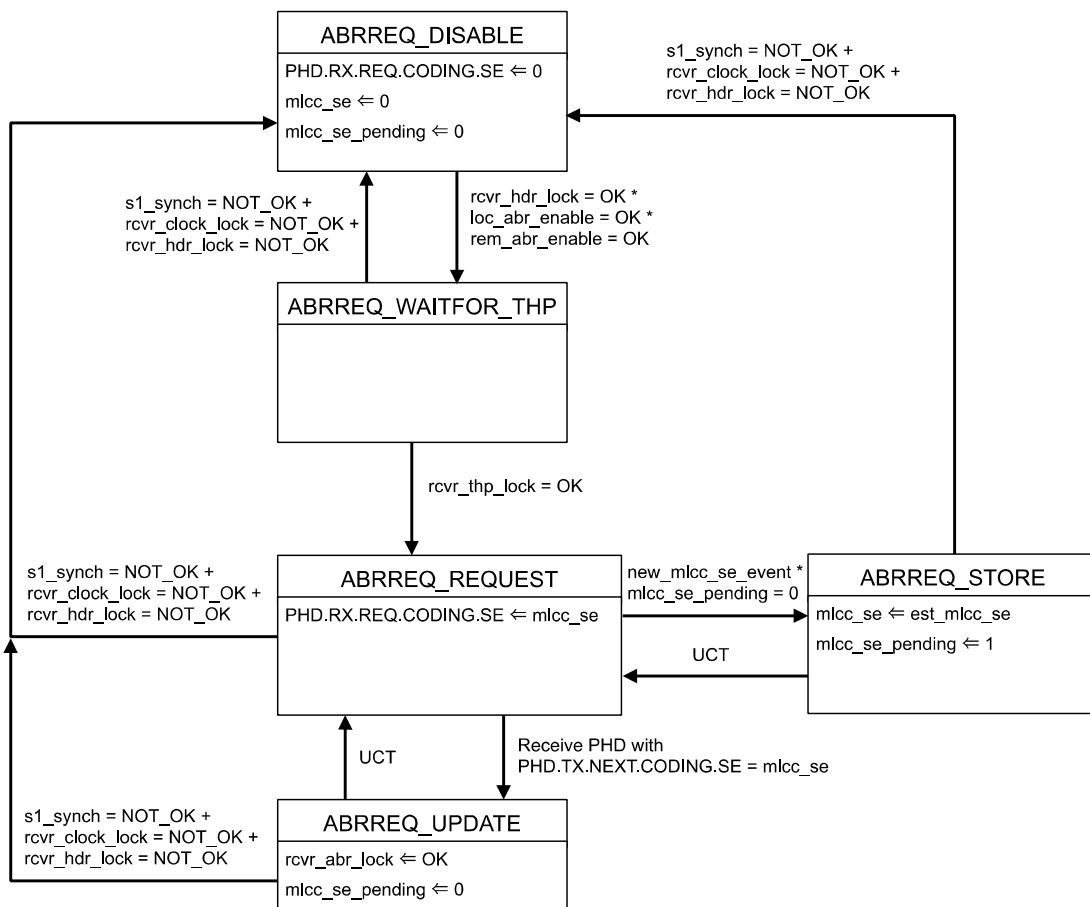 ABRREQ_DISABLE
PHD.RX.REQ.CODING.SE ⇐ 0
mlcc_se ⇐ 0
mlcc_se_pending ⇐ 0
s1_synch = NOT_OK +
rcvr_clock_lock = NOT_OK +
rcvr_hdr_lock = NOT_OK
s1_synch = NOT_OK +
rcvr_clock_lock = NOT_OK +
rcvr_hdr_lock = NOT_OK
rcvr_hdr_lock = OK *
loc_abr_enable = OK *
rem_abr_enable = OK
ABRREQ_WAITFOR_THP
rcvr_thp_lock = OK
s1_synch = NOT_OK +
rcvr_clock_lock = NOT_OK +
rcvr_hdr_lock = NOT_OK
ABRREQ_REQUEST
PHD.RX.REQ.CODING.SE ⇐ mlcc_se
new_mlcc_se_event *
mlcc_se_pending = 0
UCT
ABRREQ_STORE
mlcc_se ⇐ est_mlcc_se
mlcc_se_pending ⇐ 1
UCT
Receive PHD with
PHD.TX.NEXT.CODING.SE = mlcc_se
s1_synch = NOT_OK +
rcvr_clock_lock = NOT_OK +
rcvr_hdr_lock = NOT_OK
ABRREQ_UPDATE
rcvr_abr_lock ⇐ OK
mlcc_se_pending ⇐ 0